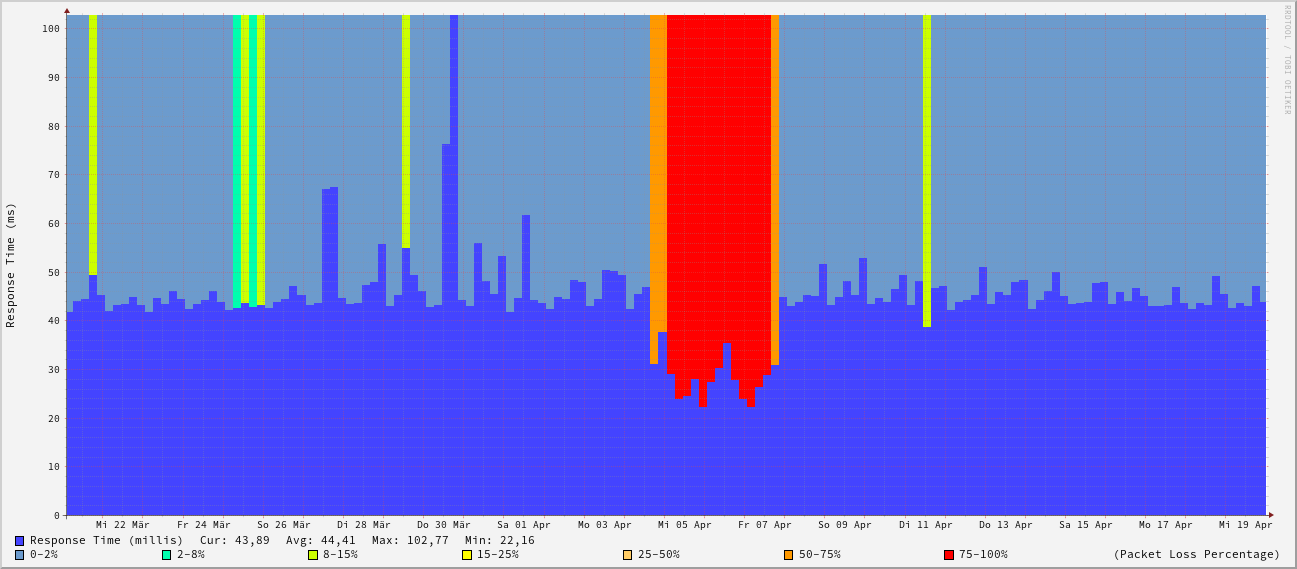 RRDTOOL / TOBI OETIKER
Response Time (ms)
100
90
80
70
60
50
40
30
20
10
0
Mi 22 Mär Fr 24 Mär So 26 Mär Di 28 Mär Do 30 Mär Sa 01 Apr Mo 03 Apr Mi 05 Apr Fr 07 Apr So 09 Apr Di 11 Apr Do 13 Apr Sa 15 Apr Mo 17 Apr Mi 19 Apr
Response Time (millis) Cur: 43,89 Avg: 44,41 Max: 102,77 Min: 22,16
0-2% 2-8% 8-15% 15-25% 25-50% 50-75% 75-100% (Packet Loss Percentage)